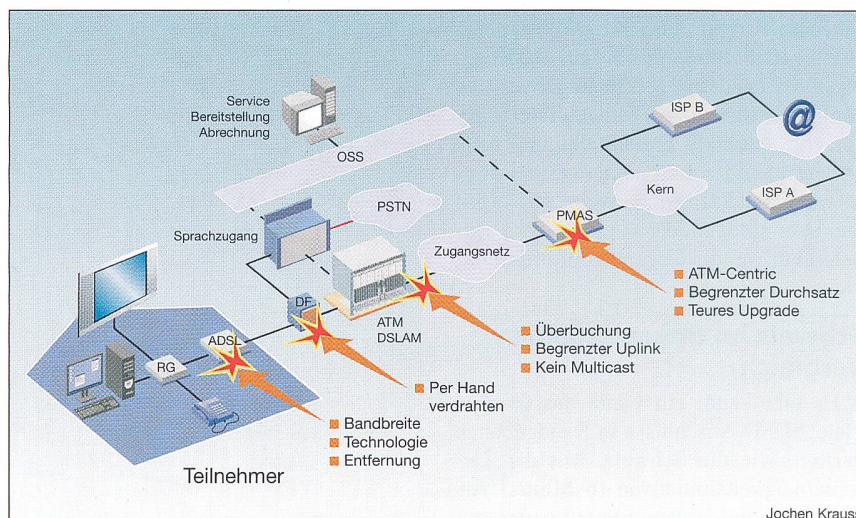 Service
Bereitstellung
Abrechnung
OSS
ISP B
@
PSTN
Kern
ISP A
Sprachzugang
PMAS
Zugangsnetz
ATM-Centric
Begrenzter Durchsatz
Teures Upgrade
DF
ATM
DSLAM
Überbuchung
Begrenzter Uplink
Kein Multicast
ADSL
RG
Per Hand
verdrahten
Bandbreite
Technologie
Entfernung
Teilnehmer
Jochen Krauss